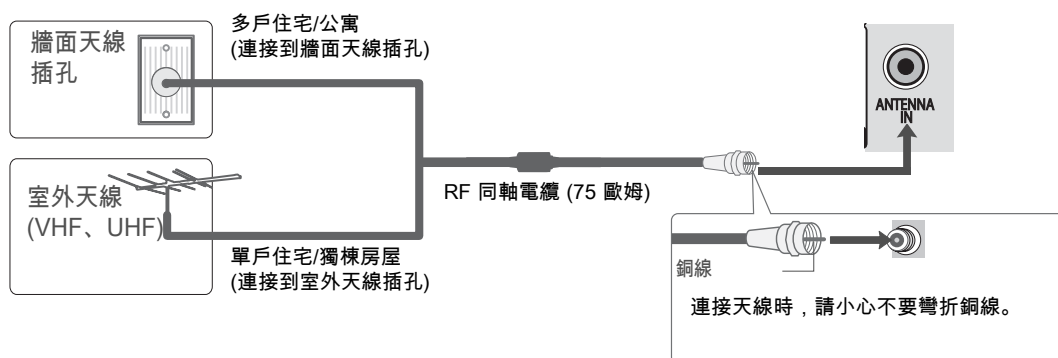 多戶住宅/公寓
(連接到牆面天線插孔)
牆面天線
插孔
ANTENNA
IN
RF 同軸電纜 (75 歐姆)
室外天線
(VHF、UHF)
單戶住宅/獨棟房屋
(連接到室外天線插孔)
銅線
連接天線時，請小心不要彎折銅線。